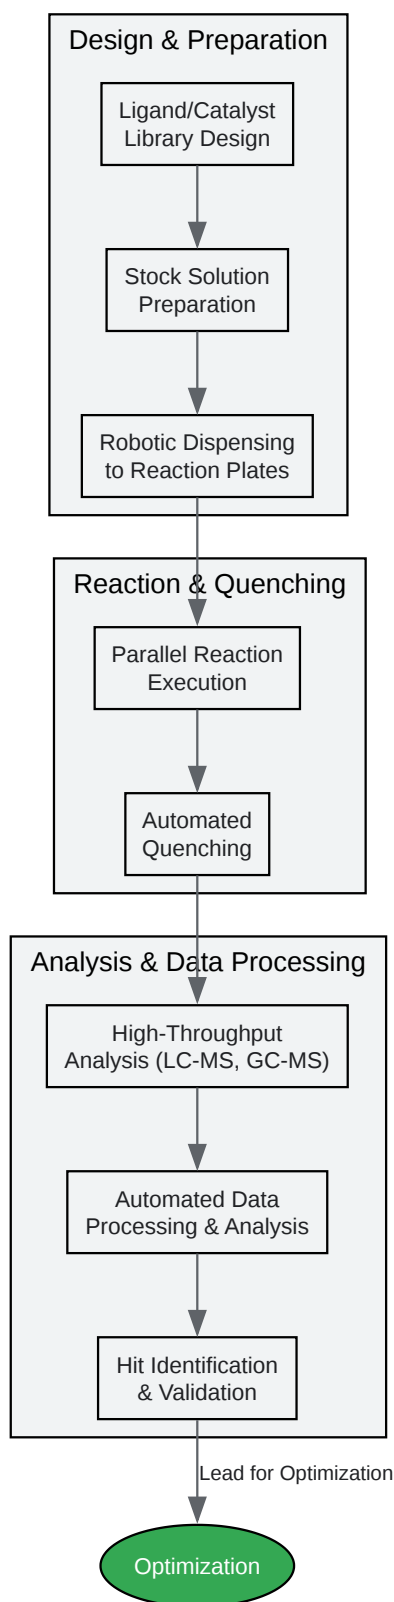 Design & Preparation
Ligand/Catalyst
Library Design
Stock Solution
Preparation
Robotic Dispensing
to Reaction Plates
Reaction & Quenching
Parallel Reaction
Execution
Automated
Quenching
Analysis & Data Processing
High-Throughput
Analysis (LC-MS, GC-MS)
Automated Data
Processing & Analysis
Hit Identification
& Validation
Lead for Optimization
Optimization